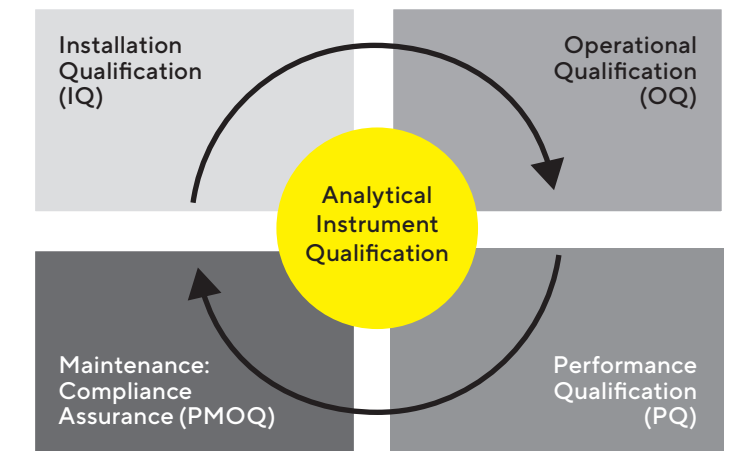 Installation
Qualification
(IQ)
Operational
Qualification
(OQ)
Analytical
Instrument
Qualification
Maintenance:
Compliance
Assurance (PMOQ)
Performance
Qualification
(PQ)